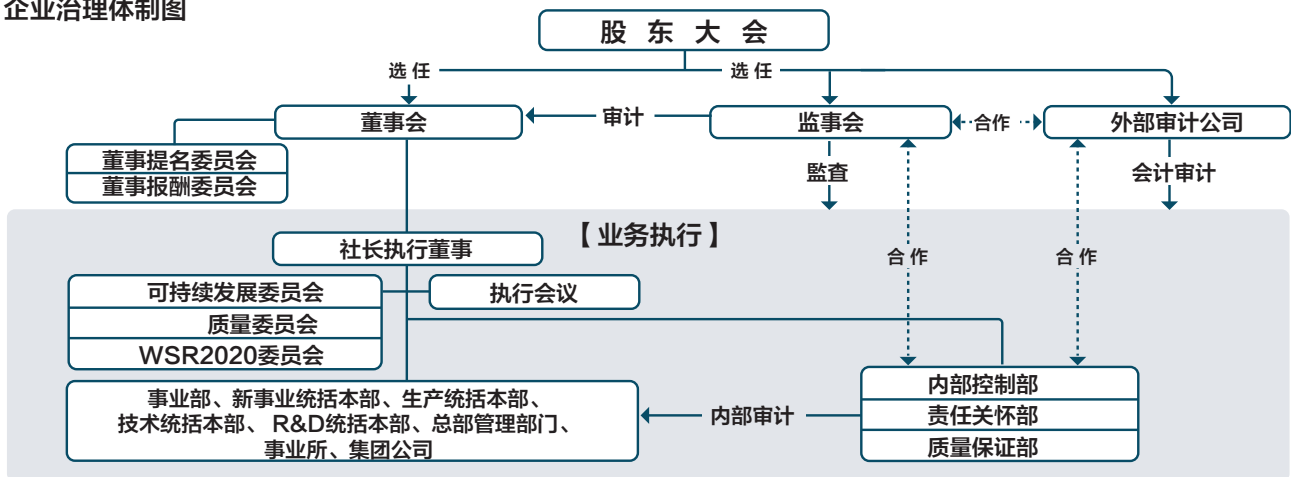 企业治理体制图
股东大会
选任
选任
董事会
审计
监事会
合作
外部审计公司
董事提名委员会
董事报酬委员会
監査
会计审计
【业务执行】
社长执行董事
合作
合作
可持续发展委员会
执行会议
质量委员会
WSR2020委员会
事业部、新事业统括本部、生产统括本部、
技术统括本部、R&D统括本部、总部管理部门、
事业所、集团公司
内部审计
内部控制部
责任关怀部
质量保证部